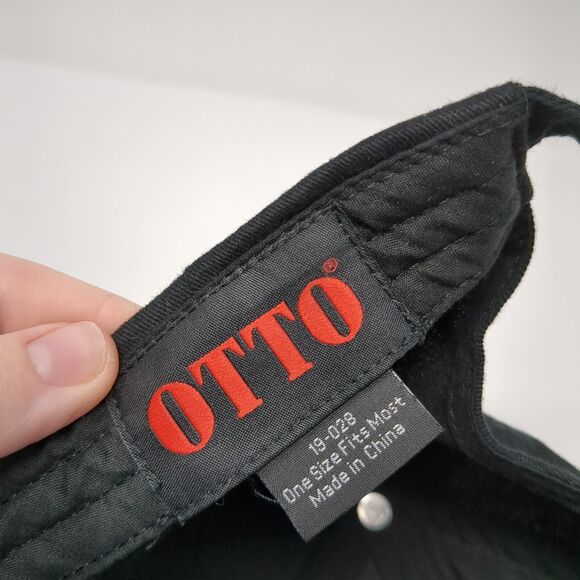 OTTO®
19-028
One Size Fits Most
Made in China